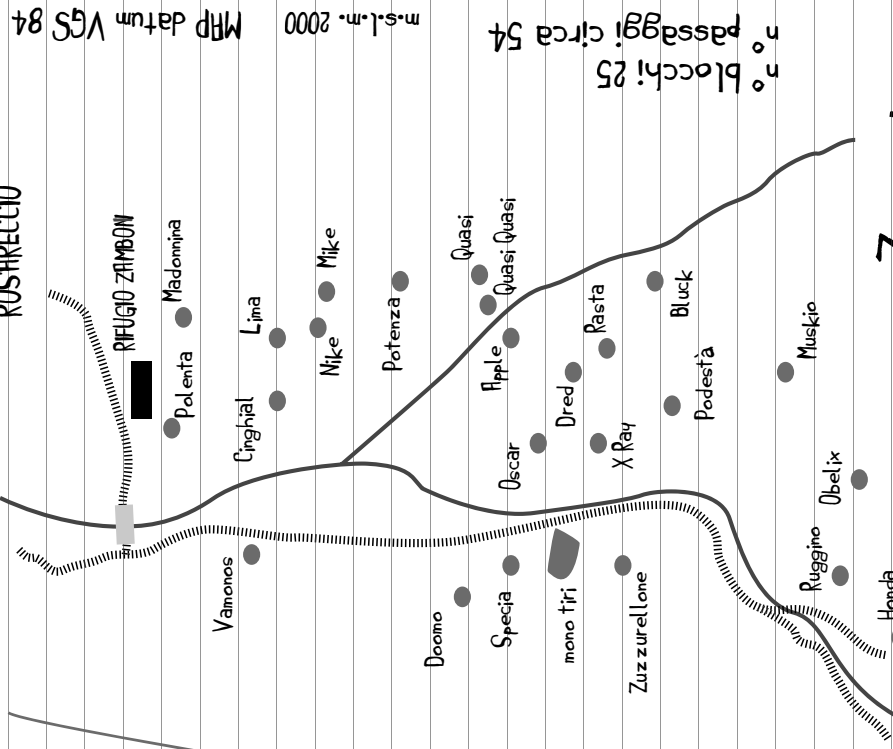 MAP datum VGS 84
m.s.l.m. 2000
n° passaggi circa 54
n° blocchi 25
RIFUGIO ZAMBON
Madonnina
Polenta
Lima
Cinghial
Mike
Nike
Potenza
Quasi
Quasi Quasi
Apple
Rasta
Dred
Oscar
X Ray
Bluck
Podestà
Muskio
Obelix
Ruggino
Honda
Vamonos
Doomo
Specia
mono tiri
Zuzzurellone